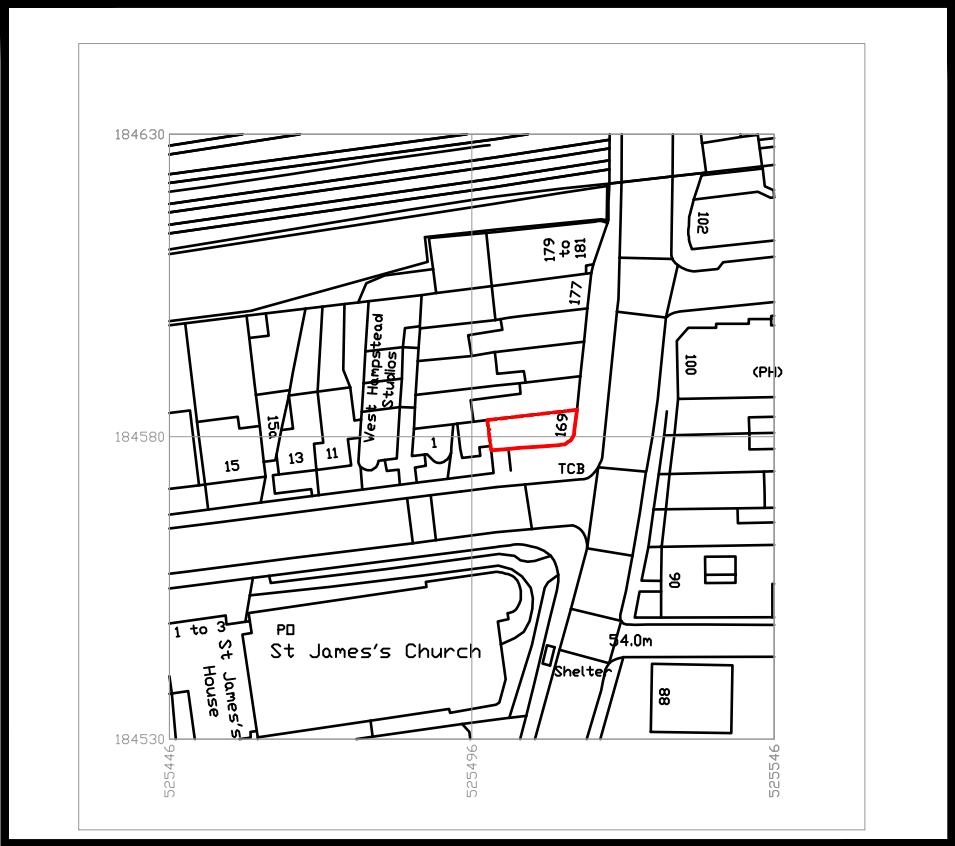 184630
102
179
to
181
177
West Hampstead
Studios
100
(PH)
169
184580
15a
1
13
11
15
TCB
90
1 to 3
PO
54.0m
St James's Church
Shelter
St James's
House
88
184530
525446
525496
525546